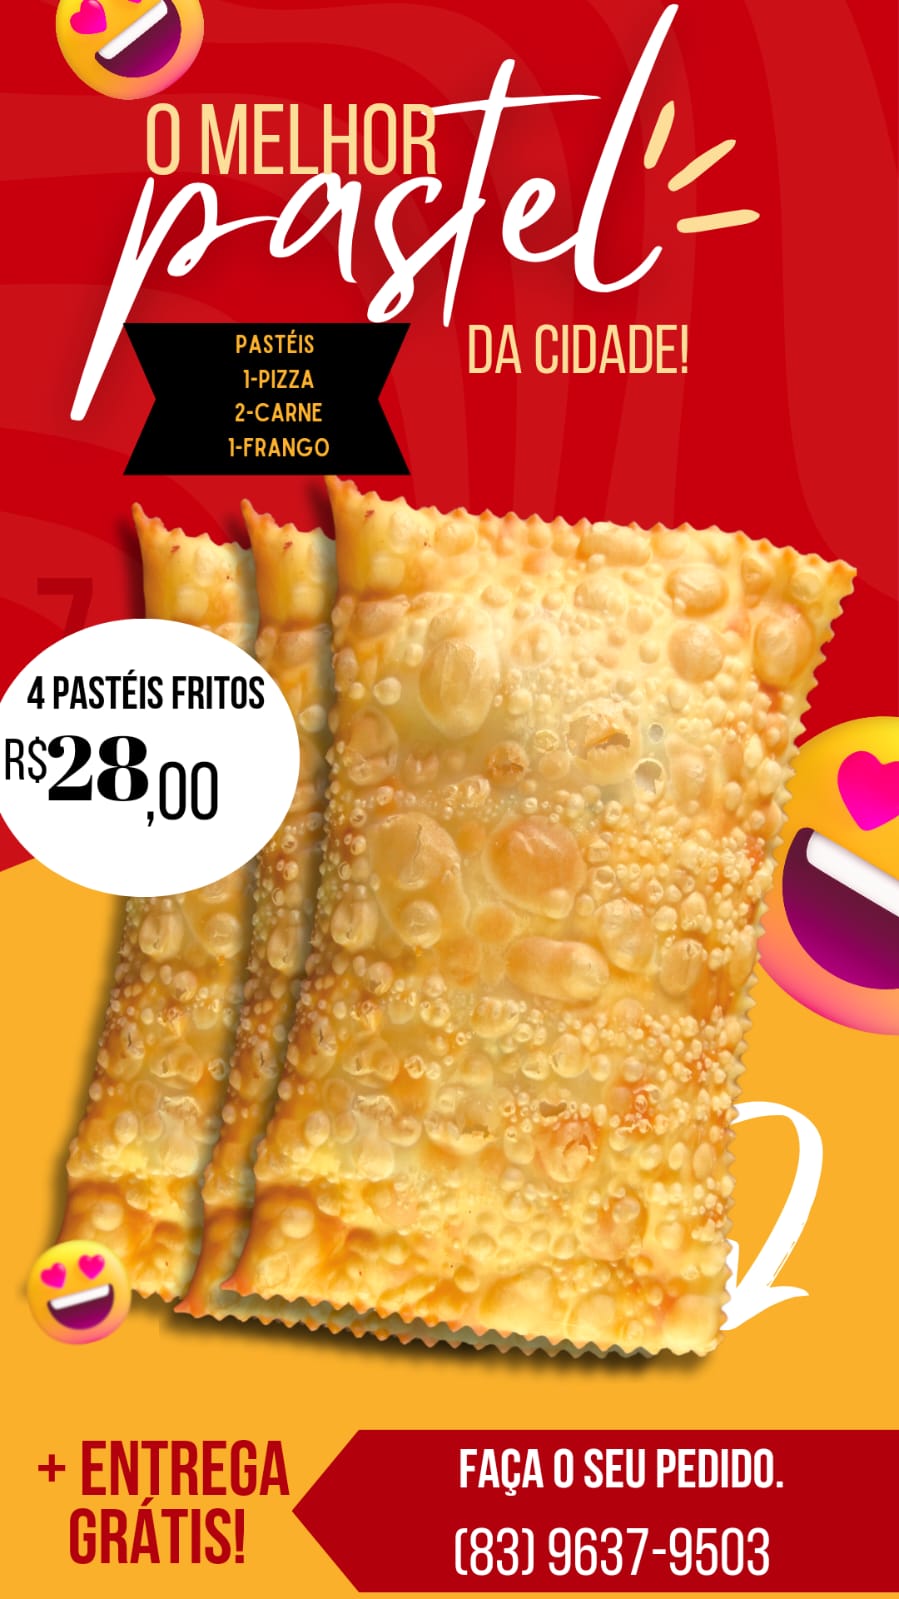 O MELHOR
pastel
DA CIDADE!
PASTÉIS
1-PIZZA
2-CARNE
1-FRANGO
7
4 PASTÉIS FRITOS
R$28,00
+ ENTREGA
GRÁTIS!
FAÇA O SEU PEDIDO.
(83) 9637-9503